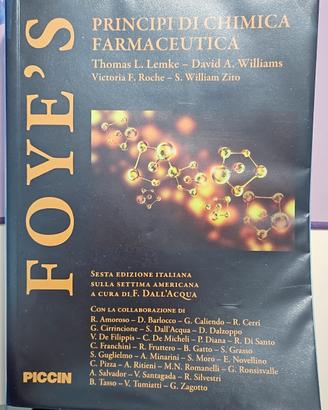 FOYE'S
PRINCIPI DI CHIMICA
FARMACEUTICA
Thomas L. Lemke – David A. Williams
Victoria F. Roche – S. William Zito
SESTA EDIZIONE ITALIANA
SULLA SETTIMA AMERICANA
A CURA DI F. DALL'ACQUA
CON LA COLLABORAZIONE DI
R. Amoroso – D. Barlocco – G. Caliendo – R. Cerri
G. Cirrincione – S. Dall'Acqua – D. Dalzoppo
V. De Filippis – C. De Micheli – P. Diana – R. Di Santo
C. Franchini – R. Fruttero – B. Gatto – S. Grasso
S. Guglielmo – A. Minarini – S. Moro – E. Novellino
C. Pizza – A. Ritieni – M.N. Romanelli – G. Ronsisvalle
A. Salvador – V. Santagada – R. Silvestri
B. Tasso – V. Tumiatti – G. Zagotto
PICCIN